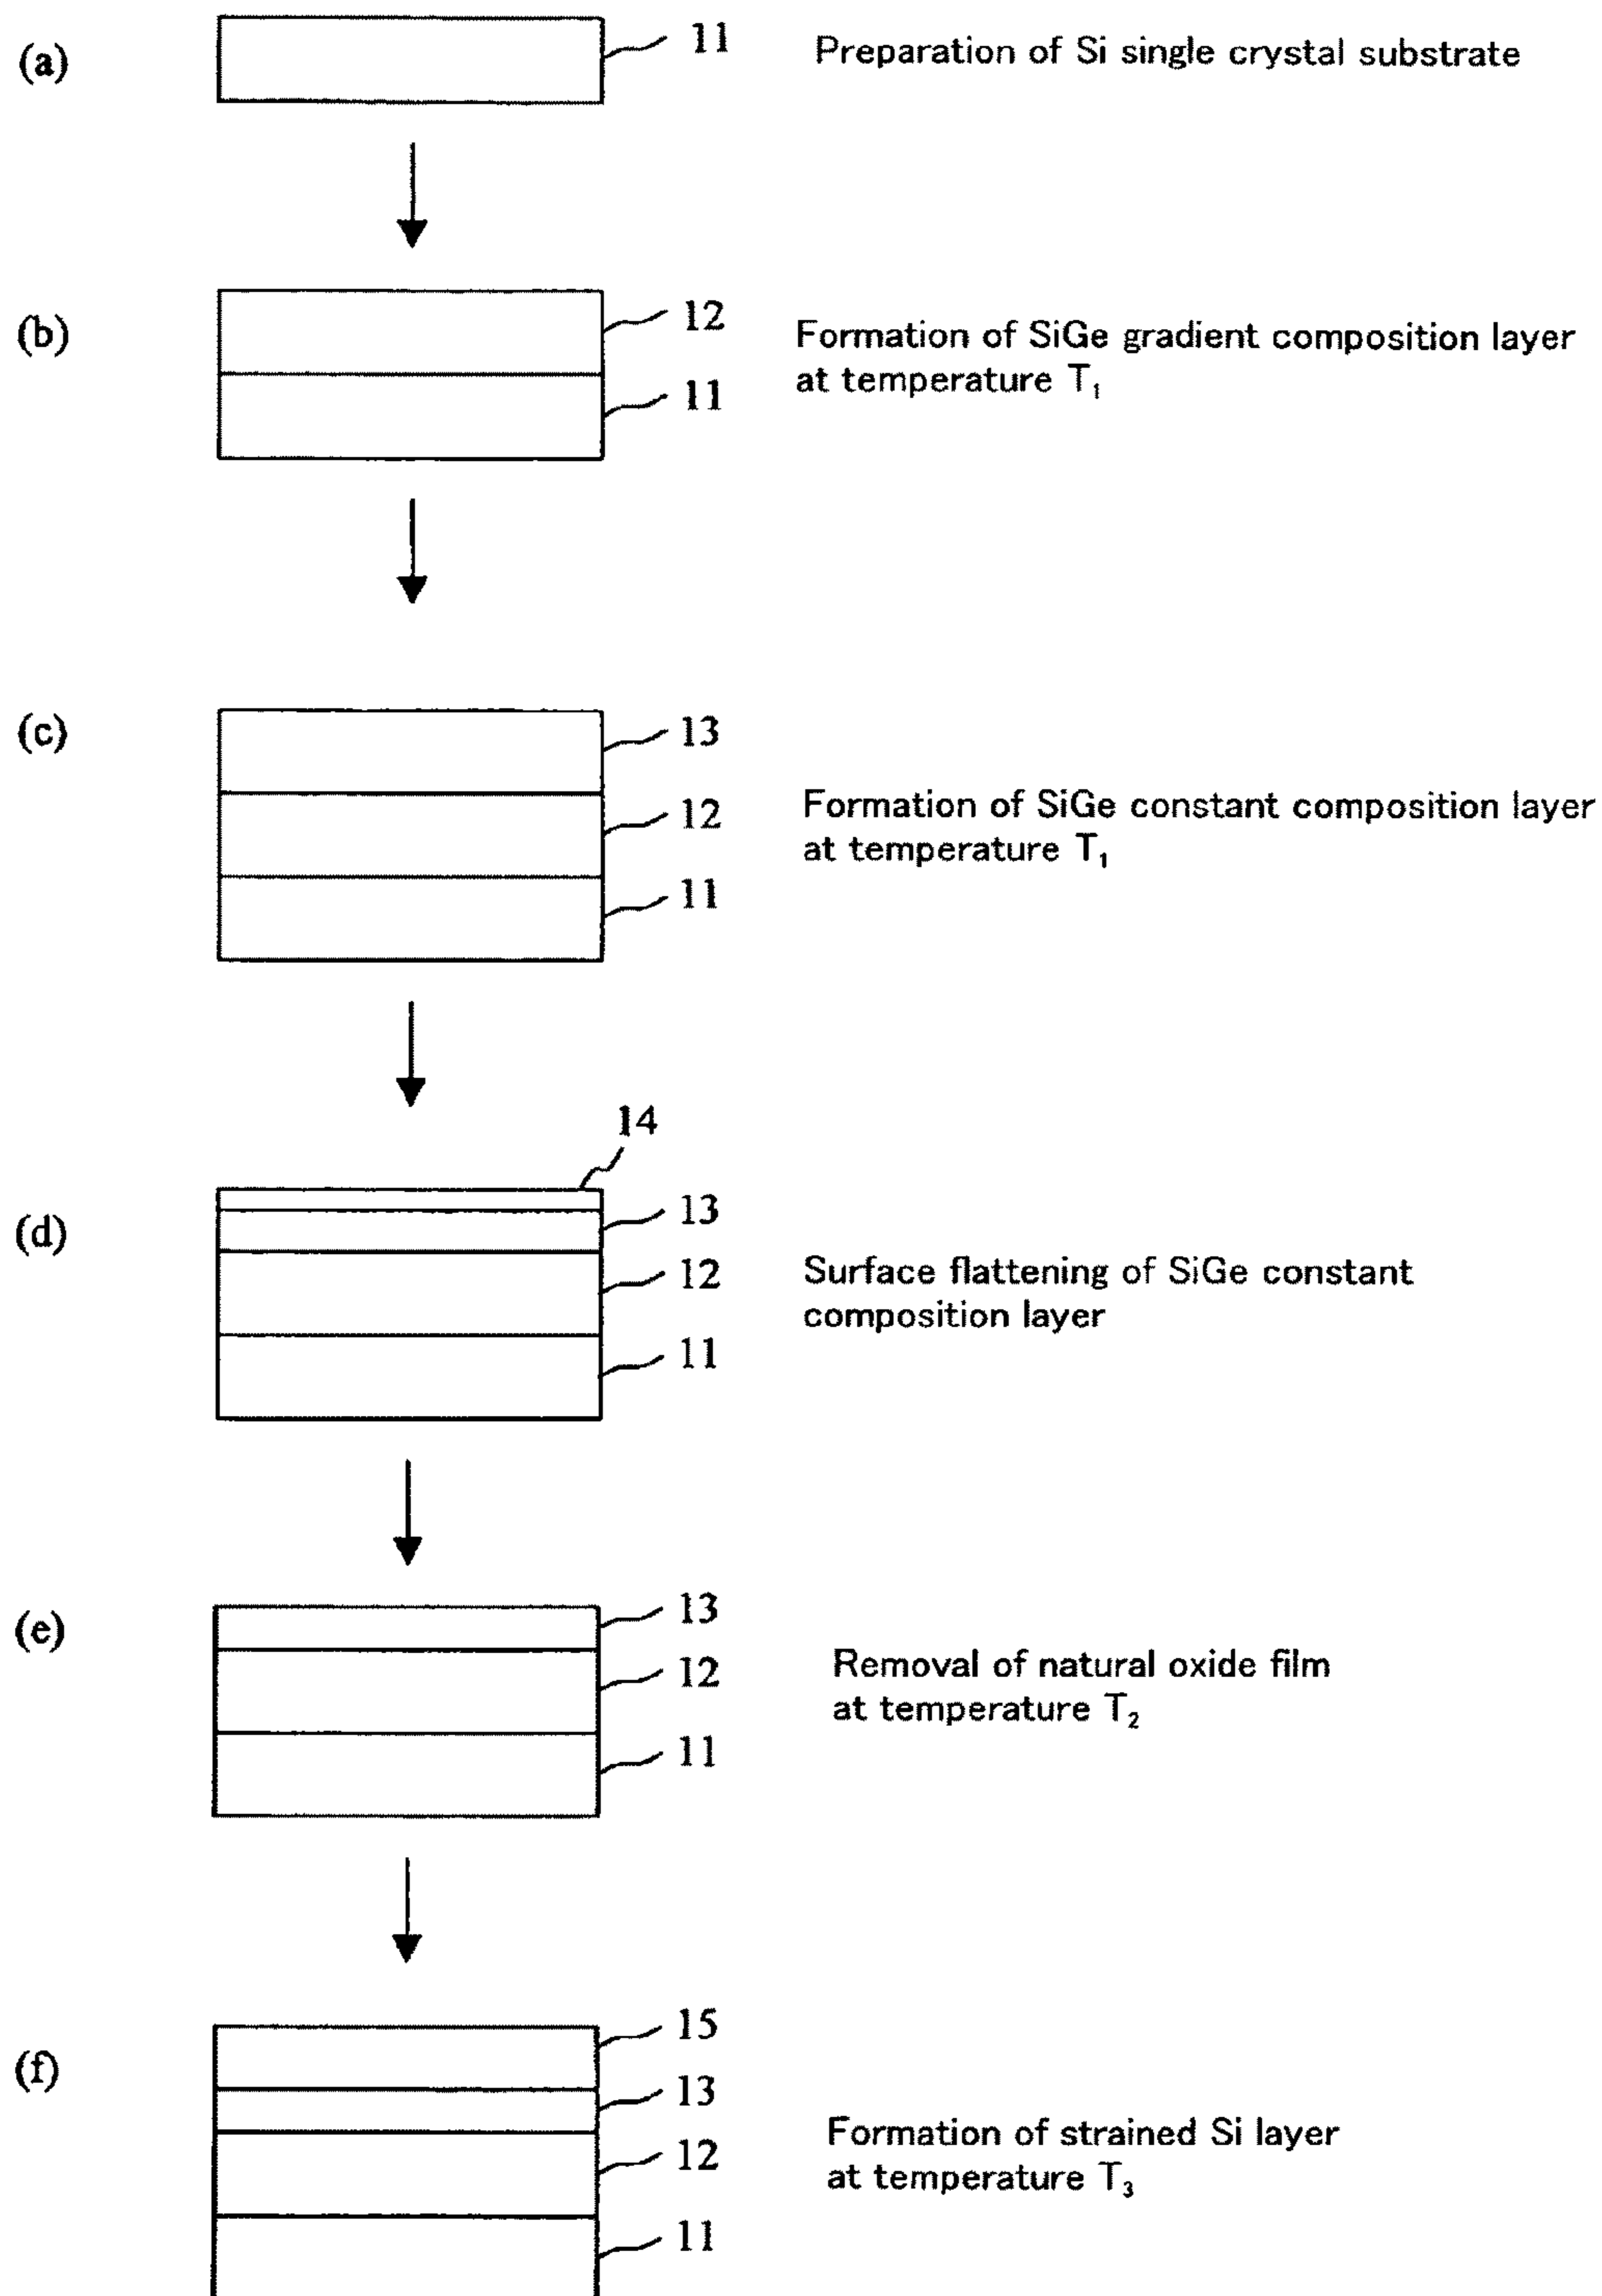 (a)
11
Preparation of Si single crystal substrate
(b)
12
11
Formation of SiGe gradient composition layer
at temperature T₁
(c)
13
12
11
Formation of SiGe constant composition layer
at temperature T₁
14
(d)
13
12
11
Surface flattening of SiGe constant
composition layer
(e)
13
12
11
Removal of natural oxide film
at temperature T₂
(f)
15
13
12
11
Formation of strained Si layer
at temperature T₃